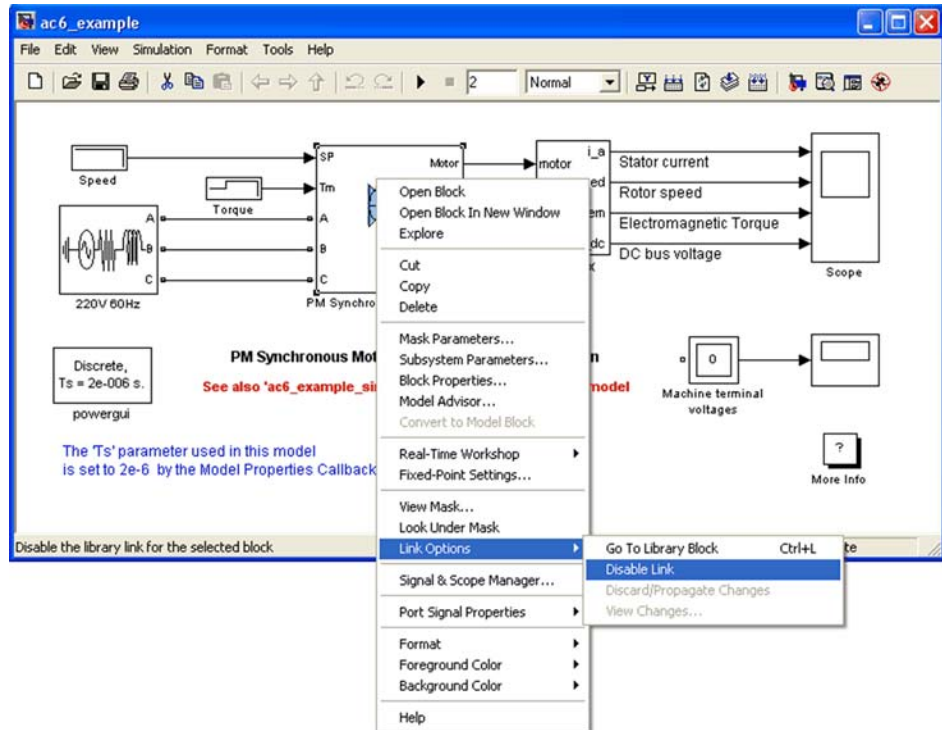 ac6_example
File Edit View Simulation Format Tools Help
2 Normal
Speed
Torque
A
B
C
220V 60Hz
SP
Tm
A
B
C
Motor
PM Synchro
motor
i_a
ed
em
dc
x
Stator current
Rotor speed
Electromagnetic Torque
DC bus voltage
Scope
Discrete,
Ts = 2e-006 s.
powergui
PM Synchronous Mot
n
See also 'ac6_example_si
model
The 'Ts' parameter used in this model
is set to 2e-6 by the Model Properties Callback
0
Machine terminal
voltages
?
More Info
Open Block
Open Block In New Window
Explore
Cut
Copy
Delete
Mask Parameters...
Subsystem Parameters...
Block Properties...
Model Advisor...
Convert to Model Block
Real-Time Workshop
Fixed-Point Settings...
View Mask...
Look Under Mask
Link Options
Signal & Scope Manager...
Port Signal Properties
Format
Foreground Color
Background Color
Help
Go To Library Block Ctrl+L
Disable Link
Discard/Propagate Changes
View Changes...
Disable the library link for the selected block
te